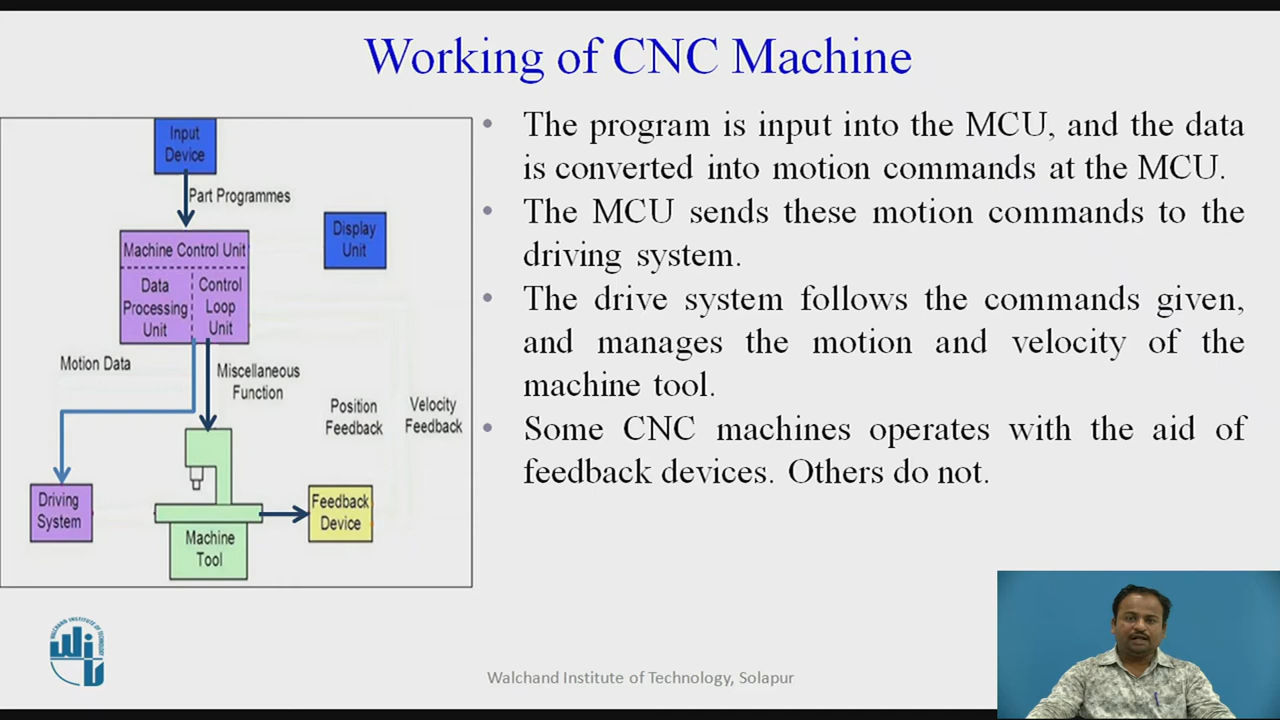 Working of CNC Machine
Input
Device
Part Programmes
Display
Unit
Machine Control Unit
Data
Processing
Unit
Control
Loop
Unit
Motion Data
Miscellaneous
Function
Position
Feedback
Velocity
Feedback
Driving
System
Machine
Tool
Feedback
Device
• The program is input into the MCU, and the data
is converted into motion commands at the MCU.
• The MCU sends these motion commands to the
driving system.
• The drive system follows the commands given,
and manages the motion and velocity of the
machine tool.
• Some CNC machines operates with the aid of
feedback devices. Others do not.
WALCHAND INSTITUTE OF TECHNOLOGY
Walchand Institute of Technology, Solapur